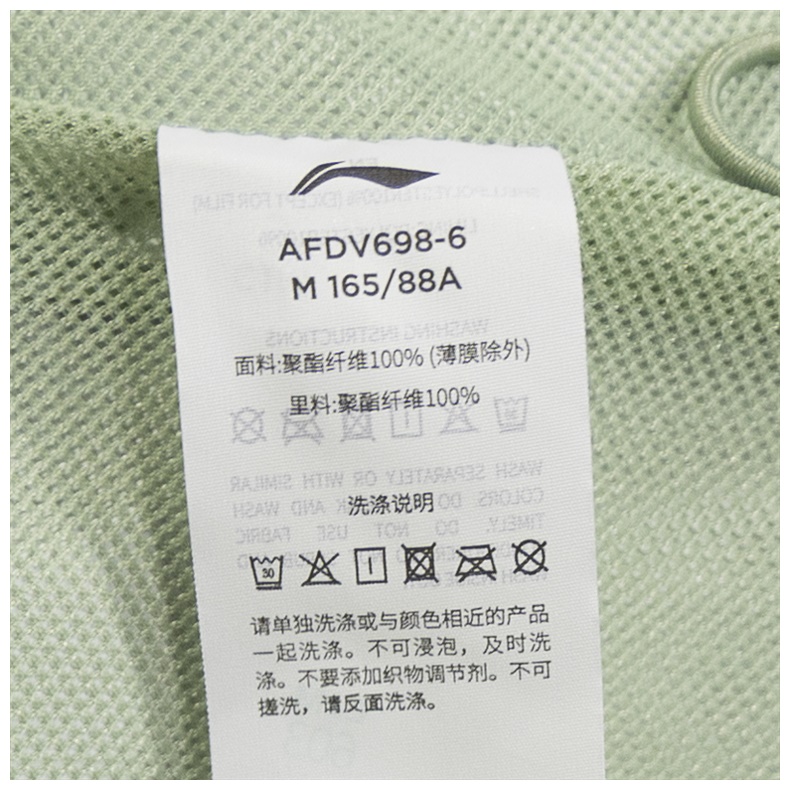 AFDV698-6
M 165/88A
面料:聚酯纤维100% (薄膜除外)
里料:聚酯纤维100%
洗涤说明
30
请单独洗涤或与颜色相近的产品
一起洗涤。不可浸泡，及时洗
涤。不要添加织物调节剂。不可
搓洗，请反面洗涤。